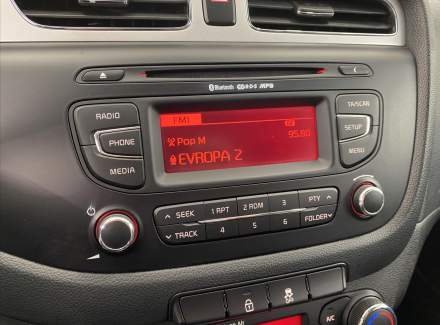 Bluetooth CD R·D·S MP3
RADIO
PHONE
MEDIA
FM1
Pop M
95.80
EVROPA 2
TA/SCAN
SETUP
MENU
SEEK
TRACK
1 RPT
2 RDM
3
4
5
6
PTY
FOLDER
A/C